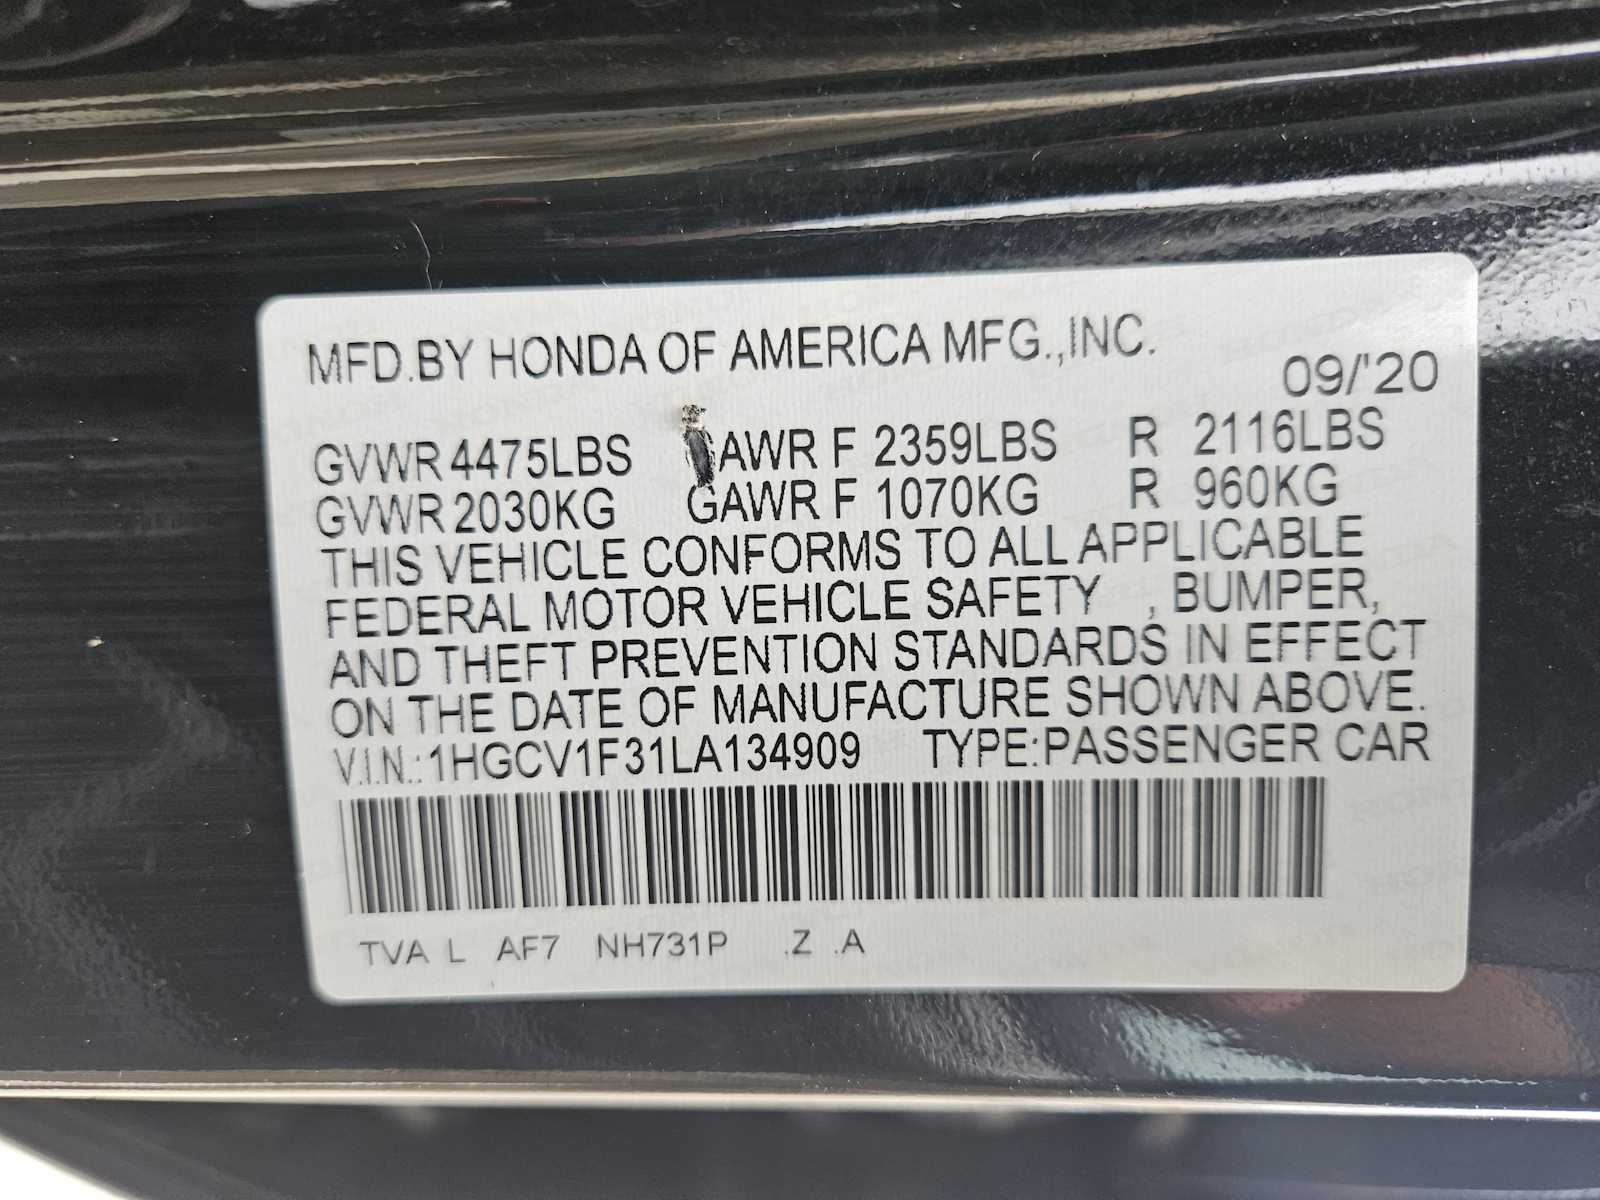 MFD.BY HONDA OF AMERICA MFG.,INC. 09/'20
GVWR 4475LBS AWR F 2359LBS R 2116LBS
GVWR 2030KG GAWR F 1070KG R 960KG
THIS VEHICLE CONFORMS TO ALL APPLICABLE
FEDERAL MOTOR VEHICLE SAFETY , BUMPER,
AND THEFT PREVENTION STANDARDS IN EFFECT
ON THE DATE OF MANUFACTURE SHOWN ABOVE.
V.I.N.:1HGCV1F31LA134909 TYPE:PASSENGER CAR
TVA L AF7 NH731P .Z .A